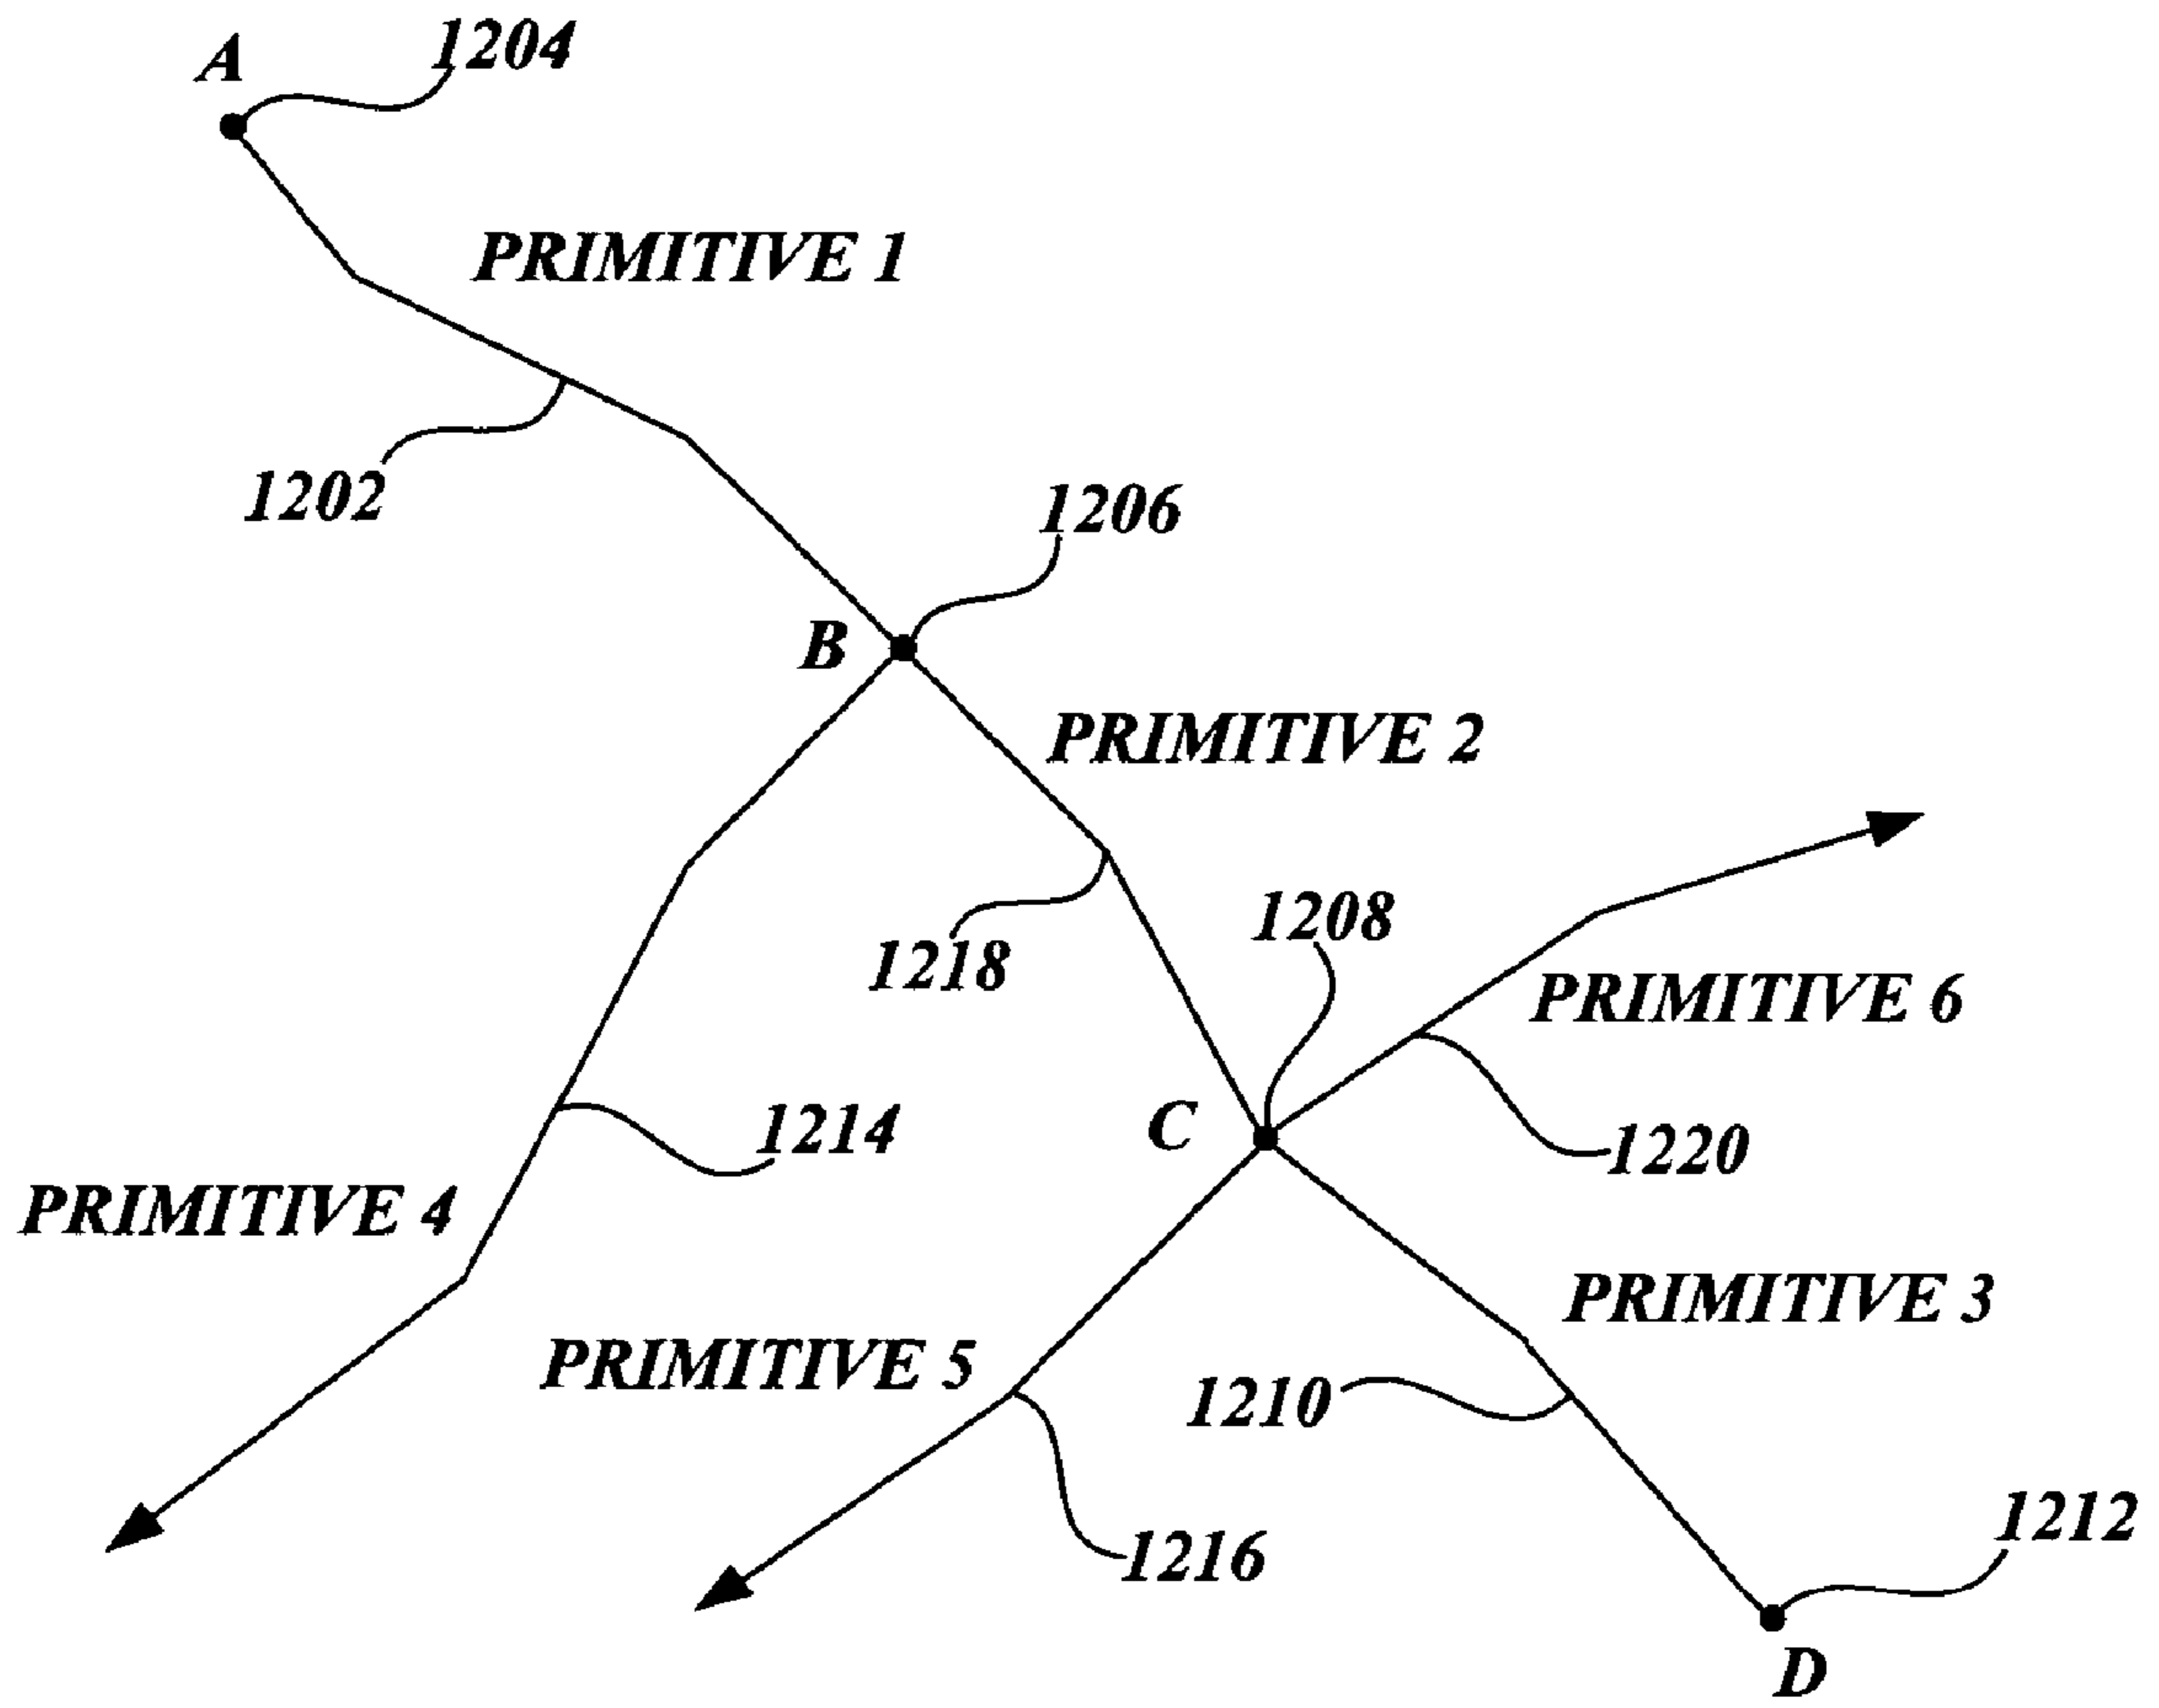 A
1204
PRIMITIVE 1
1202
1206
B
PRIMITIVE 2
1218
1208
PRIMITIVE 6
C
1214
1220
PRIMITIVE 4
PRIMITIVE 3
PRIMITIVE 5
1210
1216
1212
D